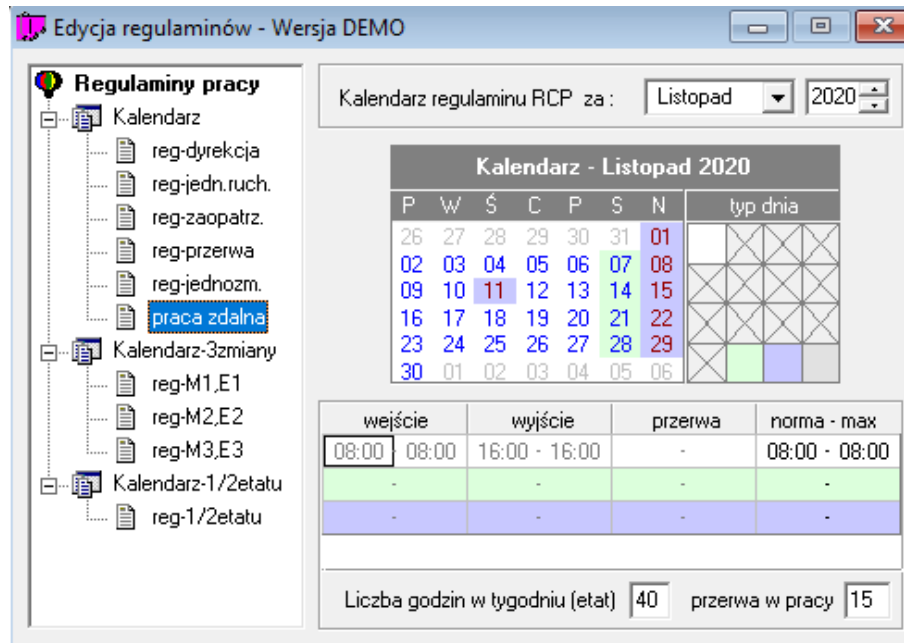 Edycja regulaminów - Wersja DEMO
Regulaminy pracy
Kalendarz
reg-dyrekcja
reg-jedn.ruch.
reg-zaopatrz.
reg-przerwa
reg-jednozm.
praca zdalna
Kalendarz-3zmiany
reg-M1,E1
reg-M2,E2
reg-M3,E3
Kalendarz-1/2etatu
reg-1/2etatu
Kalendarz regulaminu RCP za : Listopad 2020
Kalendarz - Listopad 2020
P W Ś C P S N typ dnia
26 27 28 29 30 31 01
02 03 04 05 06 07 08
09 10 11 12 13 14 15
16 17 18 19 20 21 22
23 24 25 26 27 28 29
30 01 02 03 04 05 06
wejście wyjście przerwa norma - max
08:00 - 08:00 16:00 - 16:00 - 08:00 - 08:00
- - - -
- - - -
Liczba godzin w tygodniu (etat) 40 przerwa w pracy 15